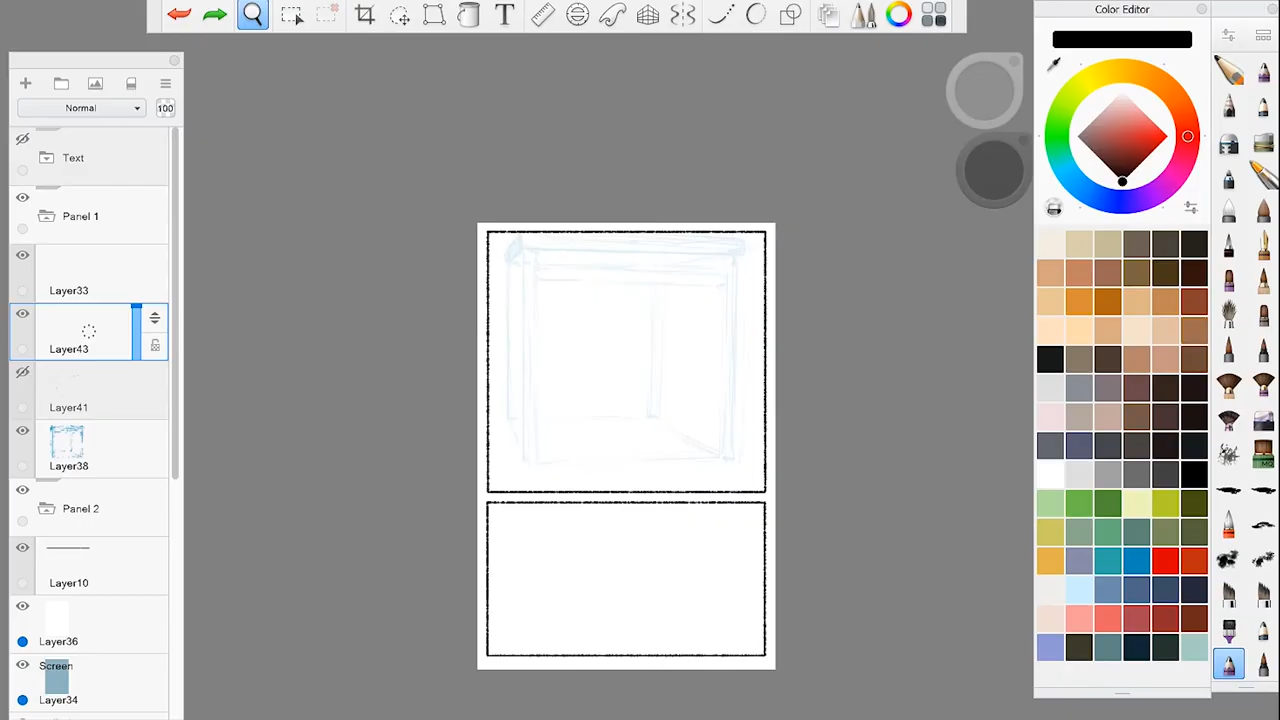 Color Editor
Normal
100
Text
Panel 1
Layer33
Layer43
Layer41
Layer38
Panel 2
Layer10
Layer36
Screen
Layer34